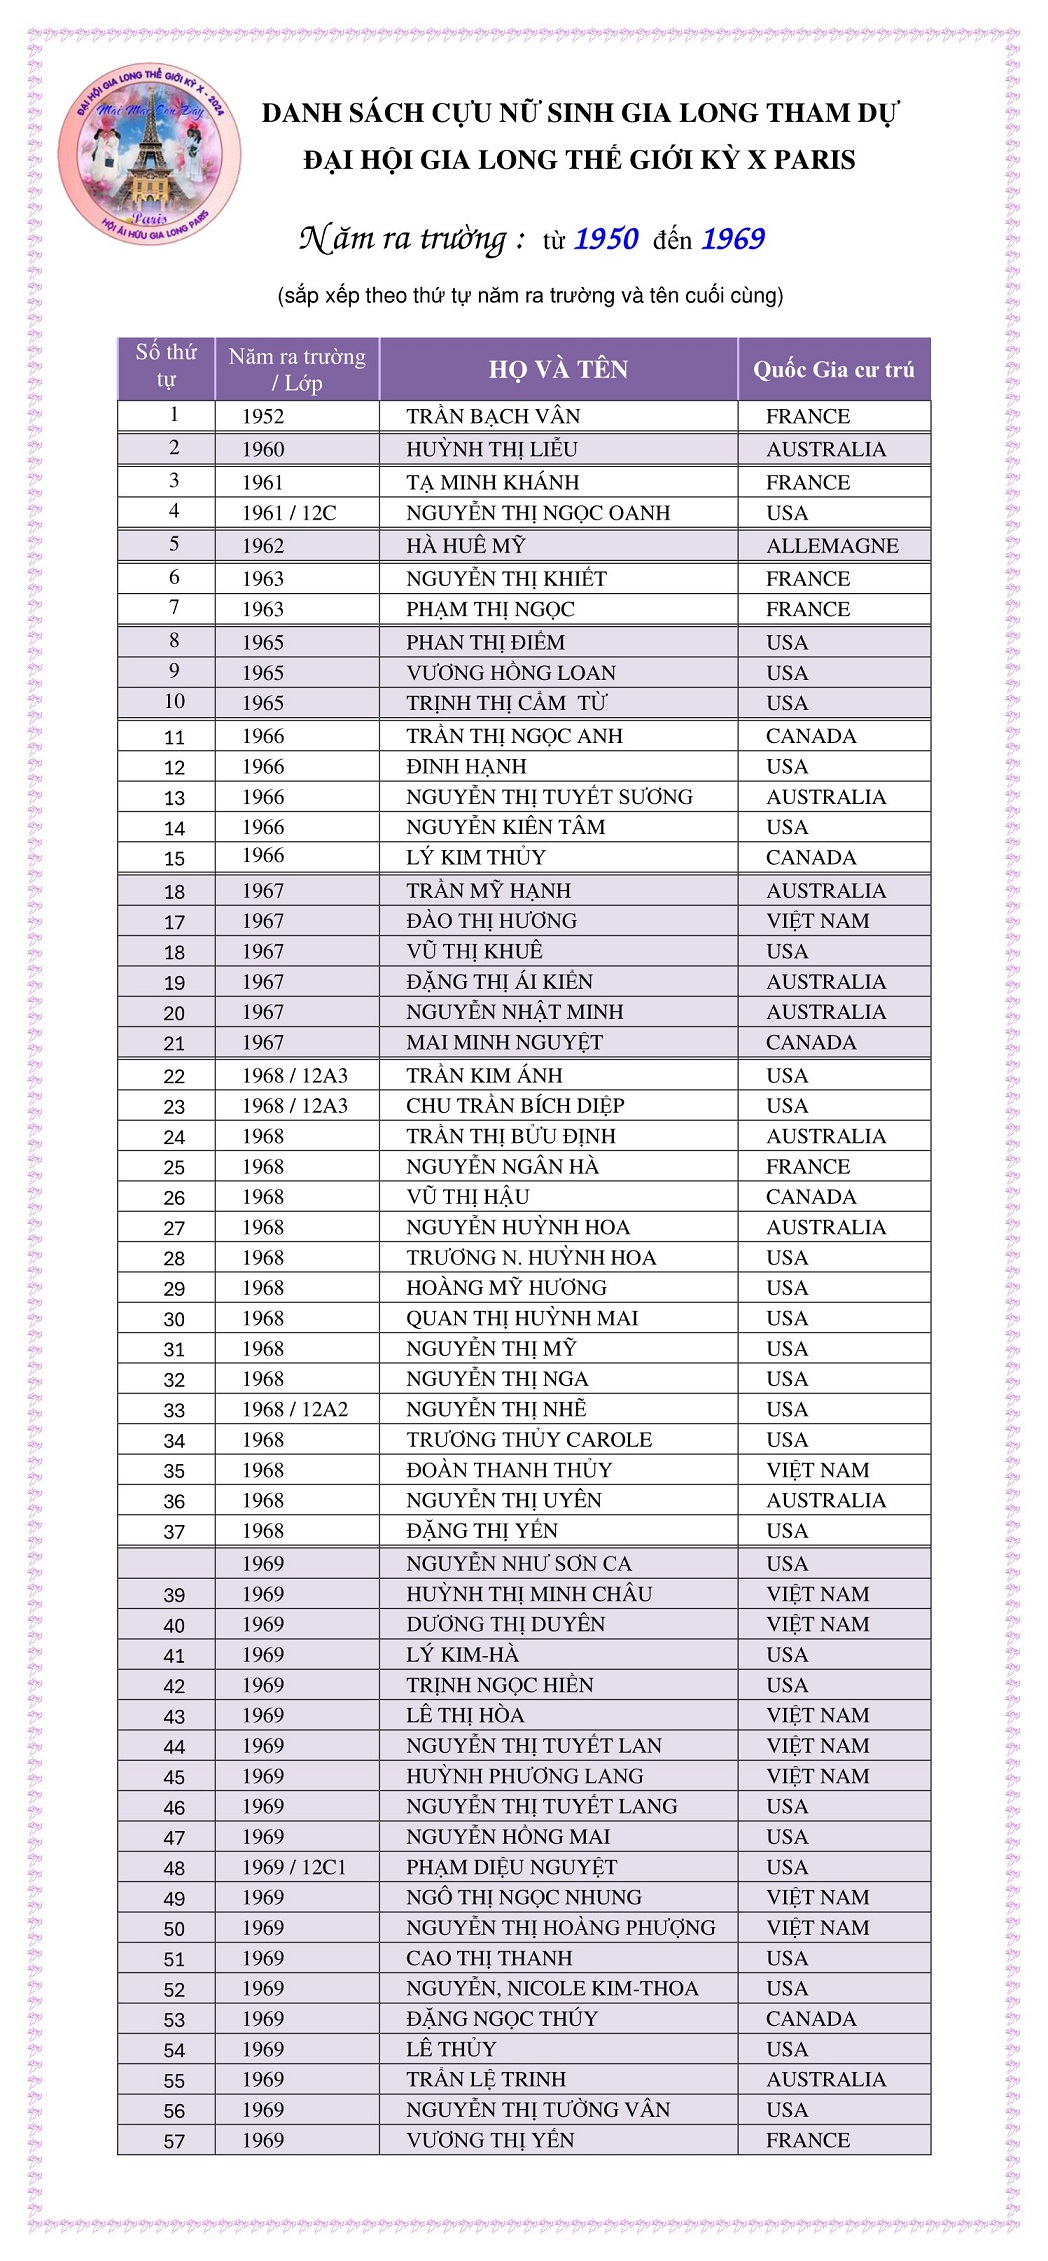 ĐẠI HỘI GIA LONG THẾ GIỚI KỲ X - 2024
Mãi Mãi Còn Đây
Paris
HỘI ÁI HỮU GIA LONG PARIS
DANH SÁCH CỰU NỮ SINH GIA LONG THAM DỰ
ĐẠI HỘI GIA LONG THẾ GIỚI KỲ X PARIS
Năm ra trường : từ 1950 đến 1969
(sắp xếp theo thứ tự năm ra trường và tên cuối cùng)
Số thứ tự Năm ra trường / Lớp HỌ VÀ TÊN Quốc Gia cư trú
1 1952 TRẦN BẠCH VÂN FRANCE
2 1960 HUỲNH THỊ LIỄU AUSTRALIA
3 1961 TẠ MINH KHÁNH FRANCE
4 1961 / 12C NGUYỄN THỊ NGỌC OANH USA
5 1962 HÀ HUÊ MỸ ALLEMAGNE
6 1963 NGUYỄN THỊ KHIẾT FRANCE
7 1963 PHẠM THỊ NGỌC FRANCE
8 1965 PHAN THỊ ĐIỂM USA
9 1965 VƯƠNG HỒNG LOAN USA
10 1965 TRỊNH THỊ CẨM TỪ USA
11 1966 TRẦN THỊ NGỌC ANH CANADA
12 1966 ĐINH HẠNH USA
13 1966 NGUYỄN THỊ TUYẾT SƯƠNG AUSTRALIA
14 1966 NGUYỄN KIÊN TÂM USA
15 1966 LÝ KIM THỦY CANADA
18 1967 TRẦN MỸ HẠNH AUSTRALIA
17 1967 ĐÀO THỊ HƯƠNG VIỆT NAM
18 1967 VŨ THỊ KHUÊ USA
19 1967 ĐẶNG THỊ ÁI KIÊN AUSTRALIA
20 1967 NGUYỄN NHẬT MINH AUSTRALIA
21 1967 MAI MINH NGUYỆT CANADA
22 1968 / 12A3 TRẦN KIM ÁNH USA
23 1968 / 12A3 CHU TRẦN BÍCH DIỆP USA
24 1968 TRẦN THỊ BỬU ĐỊNH AUSTRALIA
25 1968 NGUYỄN NGÂN HÀ FRANCE
26 1968 VŨ THỊ HẬU CANADA
27 1968 NGUYỄN HUỲNH HOA AUSTRALIA
28 1968 TRƯƠNG N. HUỲNH HOA USA
29 1968 HOÀNG MỸ HƯƠNG USA
30 1968 QUAN THỊ HUỲNH MAI USA
31 1968 NGUYỄN THỊ MỸ USA
32 1968 NGUYỄN THỊ NGA USA
33 1968 / 12A2 NGUYỄN THỊ NHẼ USA
34 1968 TRƯƠNG THỦY CAROLE USA
35 1968 ĐOÀN THANH THỦY VIỆT NAM
36 1968 NGUYỄN THỊ UYÊN AUSTRALIA
37 1968 ĐẶNG THỊ YẾN USA
1969 NGUYỄN NHƯ SƠN CA USA
39 1969 HUỲNH THỊ MINH CHÂU VIỆT NAM
40 1969 DƯƠNG THỊ DUYÊN VIỆT NAM
41 1969 LÝ KIM-HÀ USA
42 1969 TRỊNH NGỌC HIỀN USA
43 1969 LÊ THỊ HÒA VIỆT NAM
44 1969 NGUYỄN THỊ TUYẾT LAN VIỆT NAM
45 1969 HUỲNH PHƯƠNG LANG VIỆT NAM
46 1969 NGUYỄN THỊ TUYẾT LANG USA
47 1969 NGUYỄN HỒNG MAI USA
48 1969 / 12C1 PHẠM DIỆU NGUYỆT USA
49 1969 NGÔ THỊ NGỌC NHUNG VIỆT NAM
50 1969 NGUYỄN THỊ HOÀNG PHƯỢNG VIỆT NAM
51 1969 CAO THỊ THANH USA
52 1969 NGUYỄN, NICOLE KIM-THOA USA
53 1969 ĐẶNG NGỌC THÚY CANADA
54 1969 LÊ THỦY USA
55 1969 TRẦN LỆ TRINH AUSTRALIA
56 1969 NGUYỄN THỊ TƯỜNG VÂN USA
57 1969 VƯƠNG THỊ YẾN FRANCE